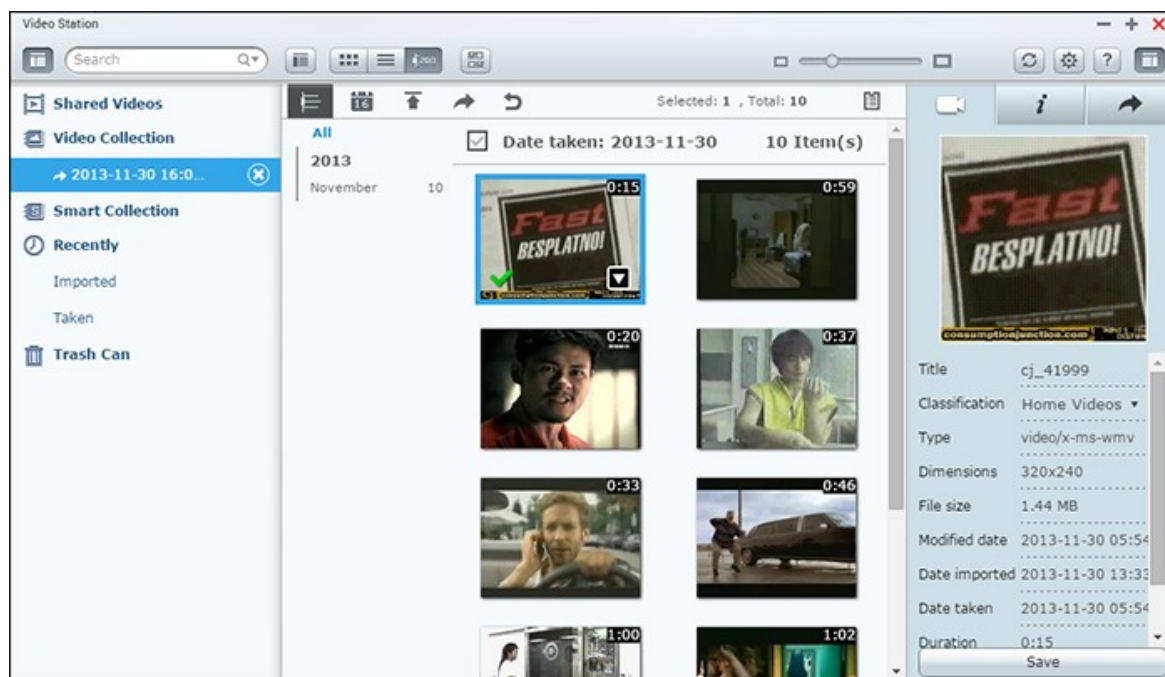 Video Station
Search
Shared Videos
Video Collection
2013-11-30 16:0...
Smart Collection
Recently
Imported
Taken
Trash Can
16
Selected: 1 , Total: 10
All
2013
November 10
Date taken: 2013-11-30 10 Item(s)
0:15
Fast
BESPLATNO!
consumptionjunction.com
0:59
0:20
0:37
0:33
0:46
1:00
1:02
i
Fast
BESPLATNO!
consumptionjunction.com
Title cj_41999
Classification Home Videos
Type video/x-ms-wmv
Dimensions 320x240
File size 1.44 MB
Modified date 2013-11-30 05:54
Date imported 2013-11-30 13:33
Date taken 2013-11-30 05:54
Duration 0:15
Save